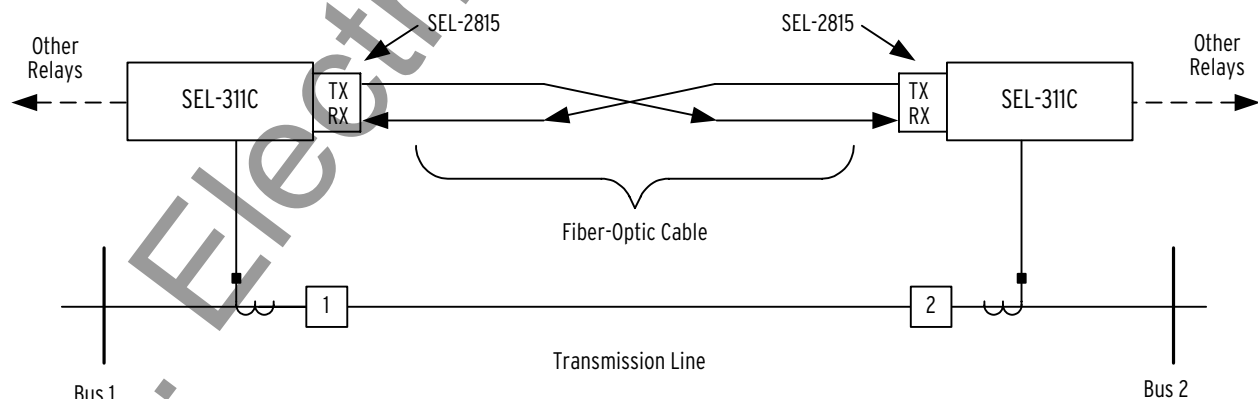 SEL-2815
SEL-2815
Other
Relays
Other
Relays
SEL-311C
TX
RX
TX
RX
SEL-311C
Fiber-Optic Cable
1
2
Transmission Line
Bus 1
Bus 2
. Electr